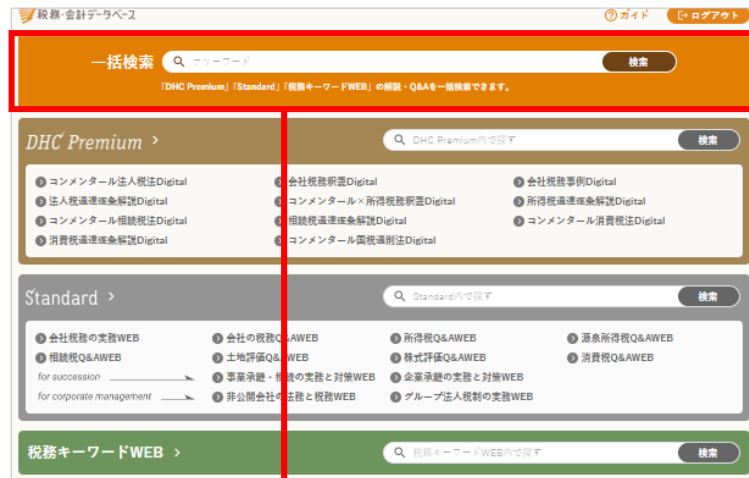 税務・会計データベース
ガイド
ログアウト
一括検索
フリーワード
検索
「DHC Premium」「Standard」「税務キーワードWEB」の解説・Q&Aを一括検索できます。
DHC Premium >
DHC Premium内で探す
検索
コンメンタール法人税法Digital
会社税務釈義Digital
会社税務事例Digital
法人税通達逐条解説Digital
コンメンタール×所得税務釈義Digital
所得税通達逐条解説Digital
コンメンタール相続税法Digital
相続税通達逐条解説Digital
コンメンタール消費税法Digital
消費税通達逐条解説Digital
コンメンタール国税通則法Digital
Standard >
Standard内で探す
検索
会社税務の実務WEB
会社の税務Q&AWEB
所得税Q&AWEB
源泉所得税Q&AWEB
相続税Q&AWEB
土地評価Q&AWEB
株式評価Q&AWEB
消費税Q&AWEB
for succession
事業承継・相続の実務と対策WEB
企業承継の実務と対策WEB
for corporate management
非公開会社の法務と税務WEB
グループ法人税制の実務WEB
税務キーワードWEB >
税務キーワードWEB内で探す
検索